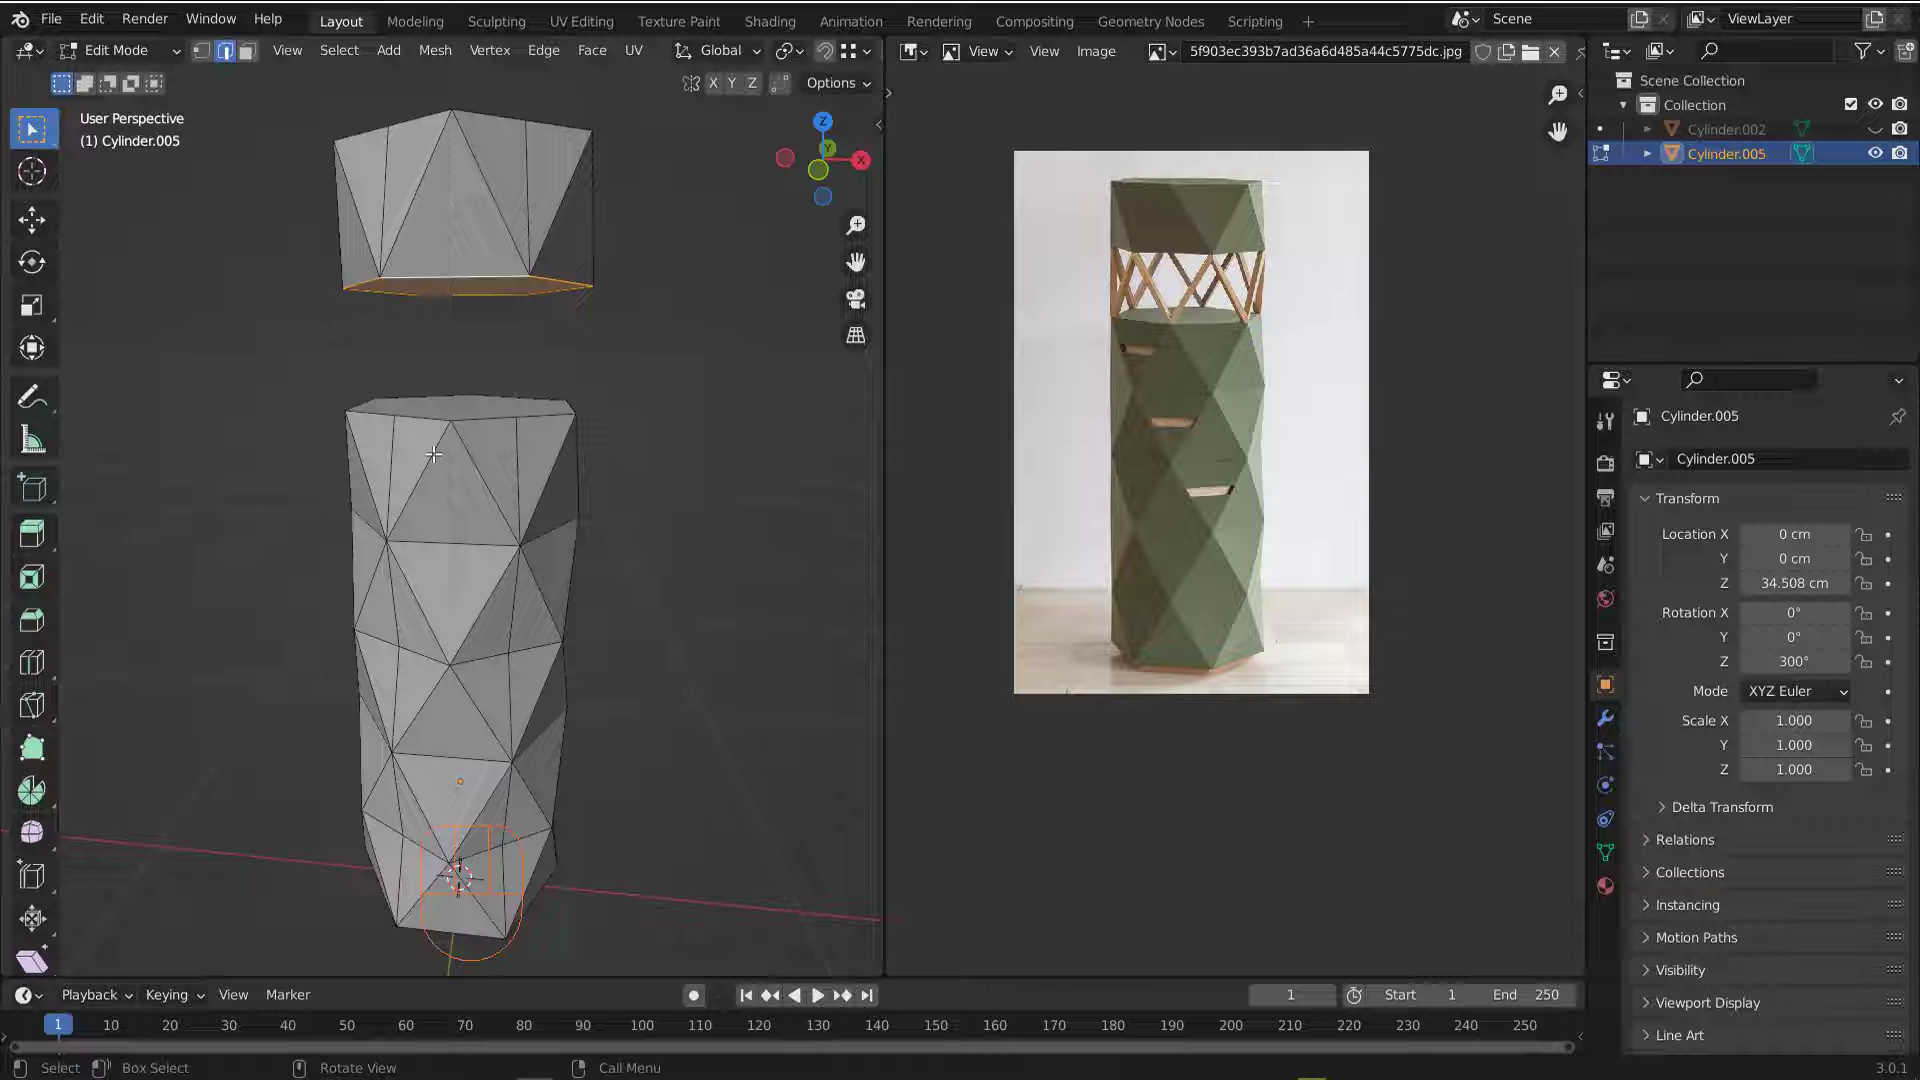 File Edit Render Window Help Layout Modeling Sculpting UV Editing Texture Paint Shading Animation Rendering Compositing Geometry Nodes Scripting Scene ViewLayer
Edit Mode View Select Add Mesh Vertex Edge Face UV Global View View Image 5f903ec393b7ad36a6d485a44c5775dc.jpg
X Y Z Options
User Perspective
(1) Cylinder.005
Z
Y
X
Scene Collection
Collection
Cylinder.002
Cylinder.005
Cylinder.005
Cylinder.005
Transform
Location X 0 cm
Y 0 cm
Z 34.508 cm
Rotation X 0°
Y 0°
Z 300°
Mode XYZ Euler
Scale X 1.000
Y 1.000
Z 1.000
Delta Transform
Relations
Collections
Instancing
Motion Paths
Visibility
Viewport Display
Line Art
Playback Keying View Marker 1 Start 1 End 250
1 10 20 30 40 50 60 70 80 90 100 110 120 130 140 150 160 170 180 190 200 210 220 230 240 250
Select Box Select Rotate View Call Menu 3.0.1